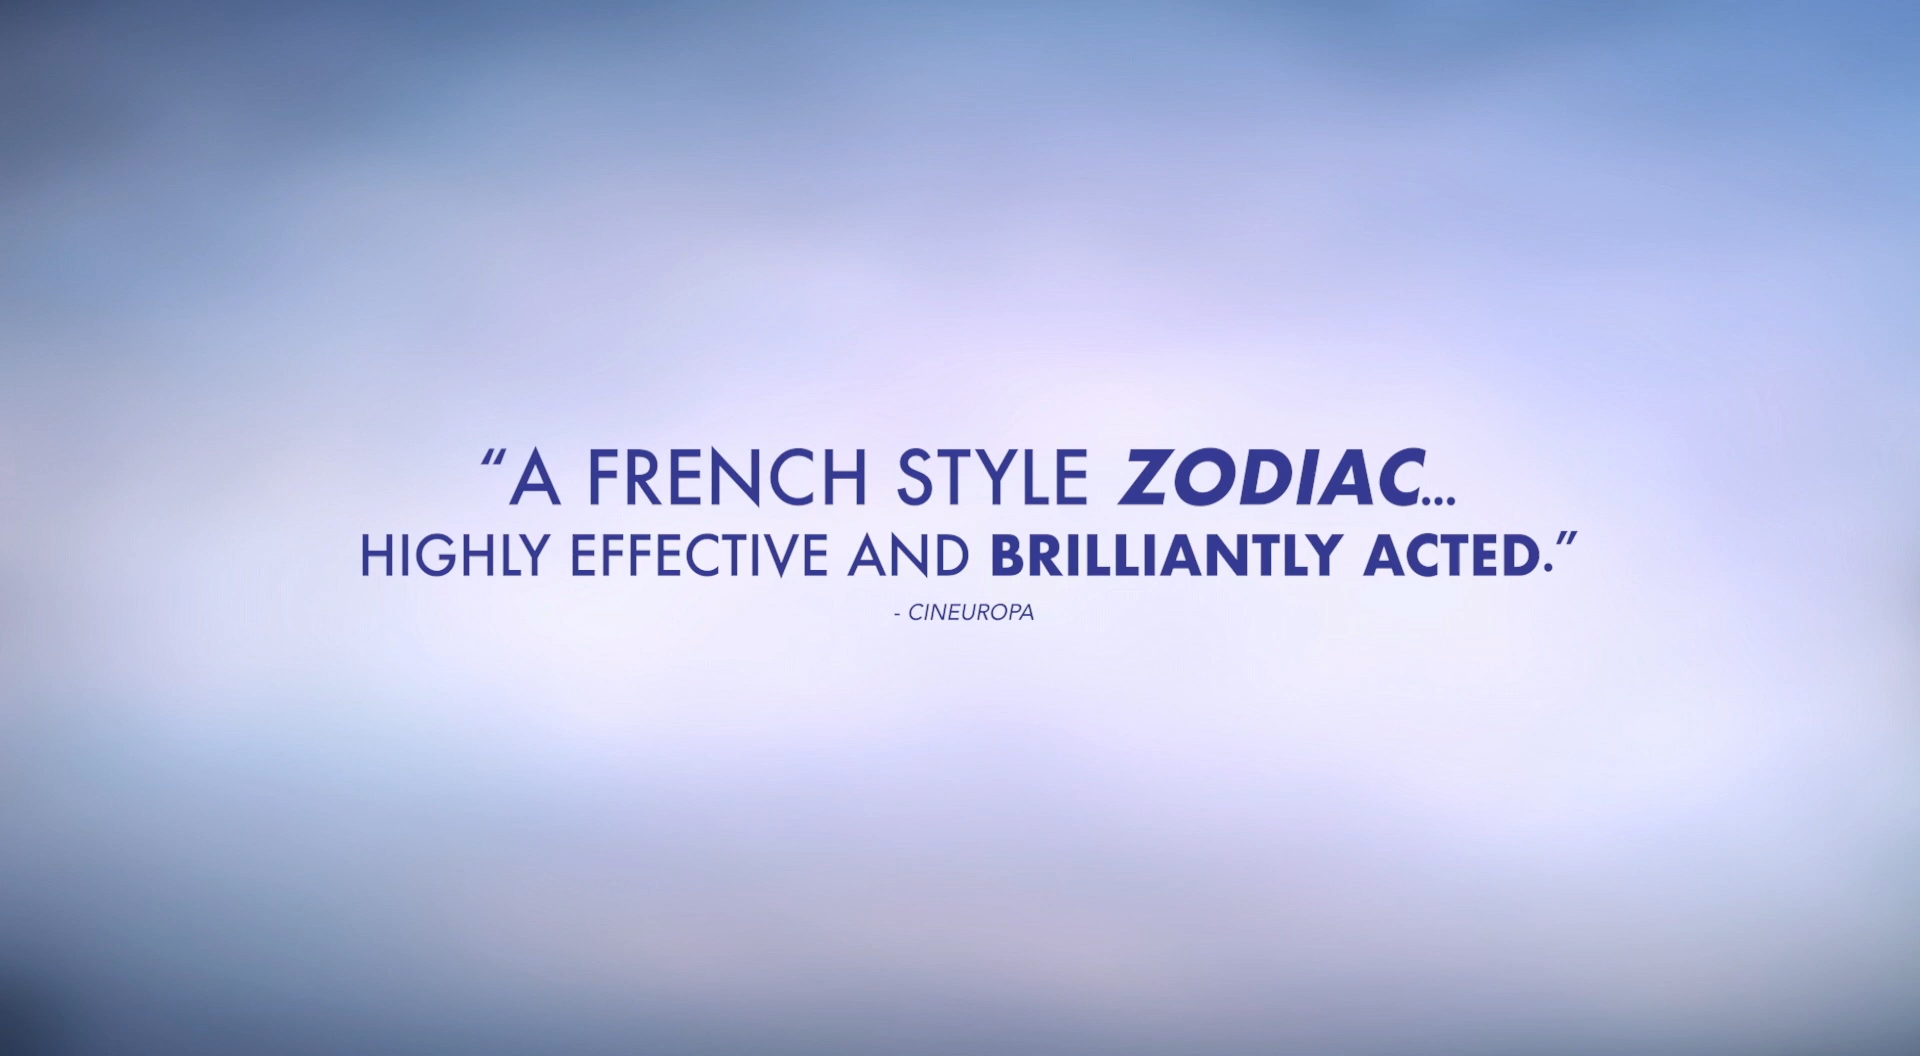 “A FRENCH STYLE ZODIAC...
HIGHLY EFFECTIVE AND BRILLIANTLY ACTED.”
- CINEUROPA